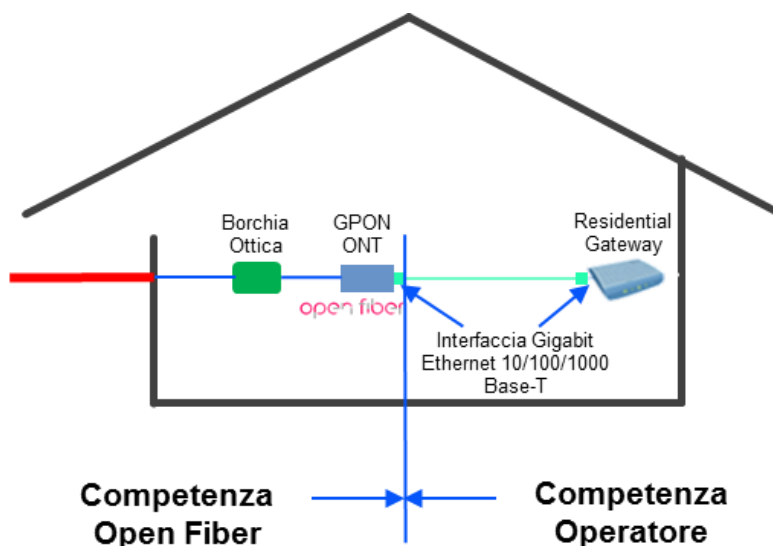 Borchia
Ottica
GPON
ONT
Residential
Gateway
open fiber
Interfaccia Gigabit
Ethernet 10/100/1000
Base-T
Competenza
Open Fiber
Competenza
Operatore